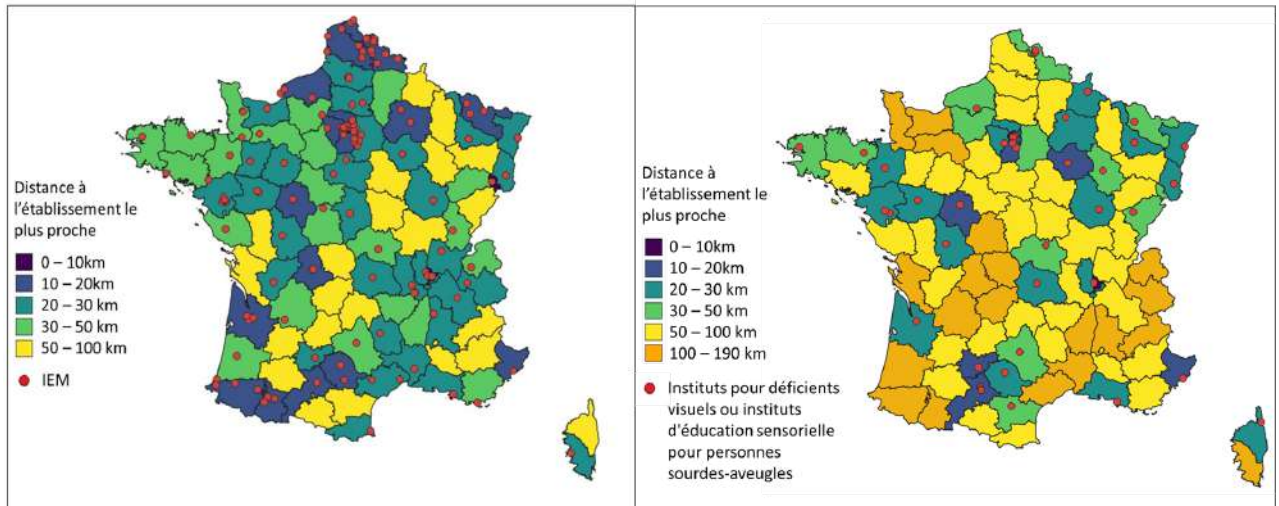 Distance à
l'établissement le
plus proche
0 – 10km
10 – 20km
20 – 30 km
30 – 50 km
50 – 100 km
IEM
Distance à
l'établissement le
plus proche
0 – 10km
10 – 20km
20 – 30 km
30 – 50 km
50 – 100 km
100 – 190 km
Instituts pour déficients
visuels ou instituts
d'éducation sensorielle
pour personnes
sourdes-aveugles